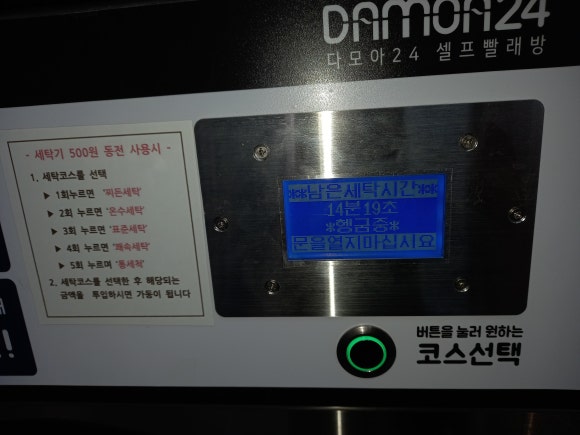 DAMOA24
다모아24 셀프빨래방
- 세탁기 500원 동전 사용시 -
1. 세탁코스를 선택
▶ 1회누르면 "찌든세탁"
▶ 2회 누르면 "온수세탁"
▶ 3회 누르면 "표준세탁"
▶ 4회 누르면 "쾌속세탁"
▶ 5회 누르며 "통세척"
2. 세탁코스를 선택한 후 해당되는
금액을 투입하시면 가동이 됩니다
※※남은세탁시간※※
14분19초
※헹굼중※
문을열지마십시요
버튼을 눌러 원하는
코스선택